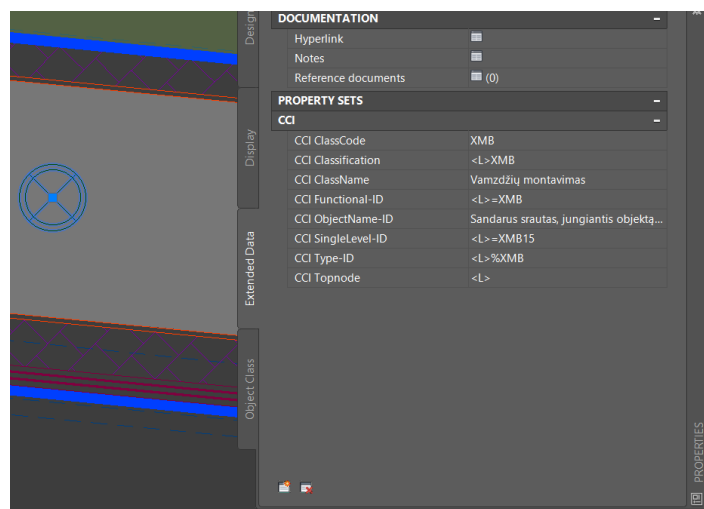 DOCUMENTATION
Hyperlink
Notes
Reference documents (0)
PROPERTY SETS
CCI
CCI ClassCode XMB
CCI Classification <L>XMB
CCI ClassName Vamzdžių montavimas
CCI Functional-ID <L>=XMB
CCI ObjectName-ID Sandarus srautas, jungiantis objektą...
CCI SingleLevel-ID <L>=XMB15
CCI Type-ID <L>%XMB
CCI Topnode <L>
Design
Display
Extended Data
Object Class
PROPERTIES